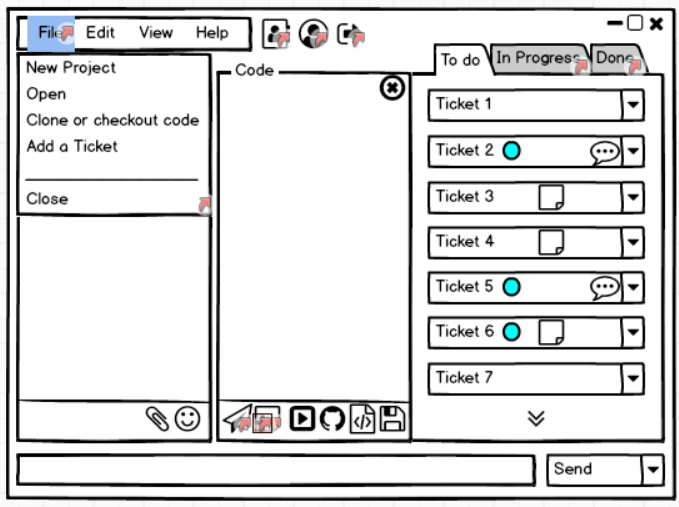 File Edit View Help
New Project
Open
Clone or checkout code
Add a Ticket
Close
Code
To do In Progress Done
Ticket 1
Ticket 2
Ticket 3
Ticket 4
Ticket 5
Ticket 6
Ticket 7
Send